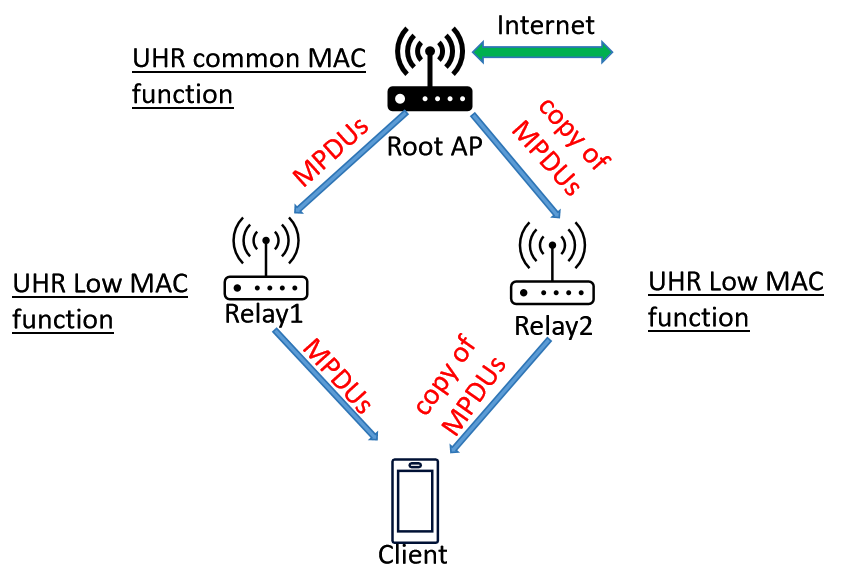 Internet
UHR common MAC
function
Root AP
MPDUs
copy of
MPDUs
UHR Low MAC
function
Relay1
Relay2
UHR Low MAC
function
MPDUs
copy of
MPDUs
Client